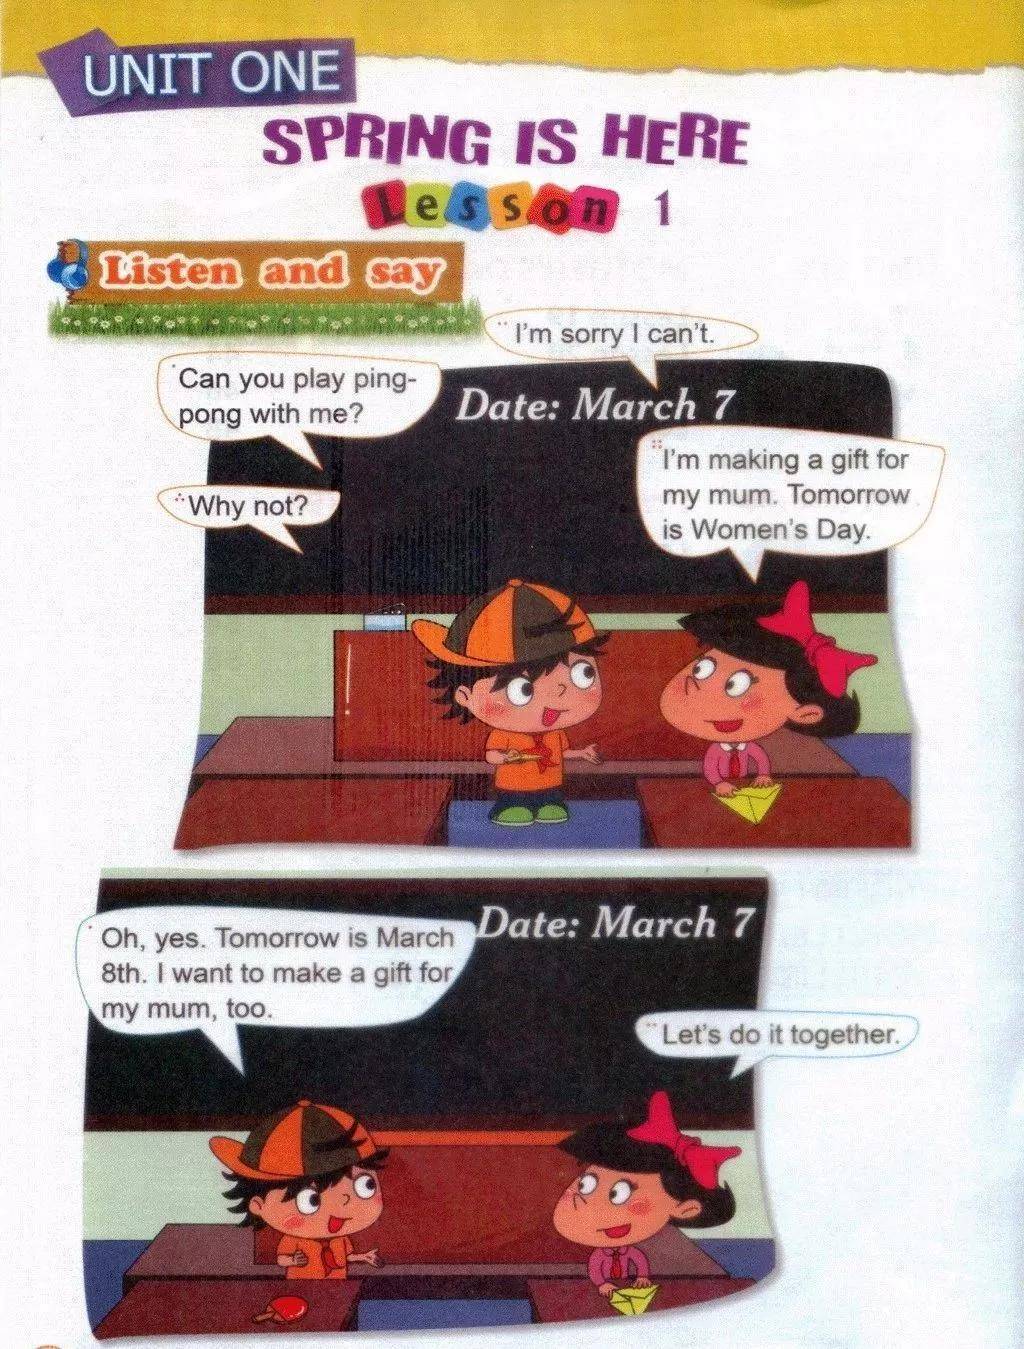 UNIT ONE
SPRING IS HERE
Lesson 1
Listen and say
Can you play ping-
pong with me?
I'm sorry I can't.
Date: March 7
Why not?
I'm making a gift for
my mum. Tomorrow
is Women's Day.
Oh, yes. Tomorrow is March
8th. I want to make a gift for
my mum, too.
Date: March 7
Let's do it together.